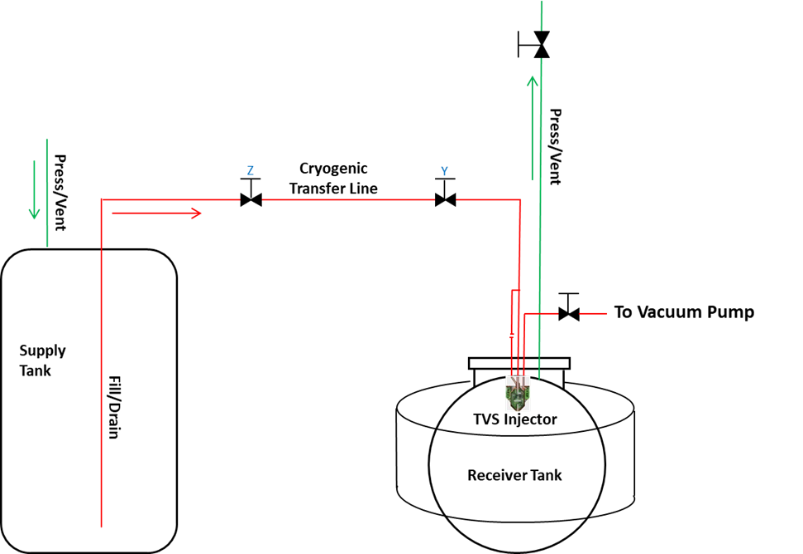 Z
Cryogenic
Transfer Line
Y
Press/Vent
Press/Vent
To Vacuum Pump
Supply
Tank
Fill/Drain
TVS Injector
Receiver Tank